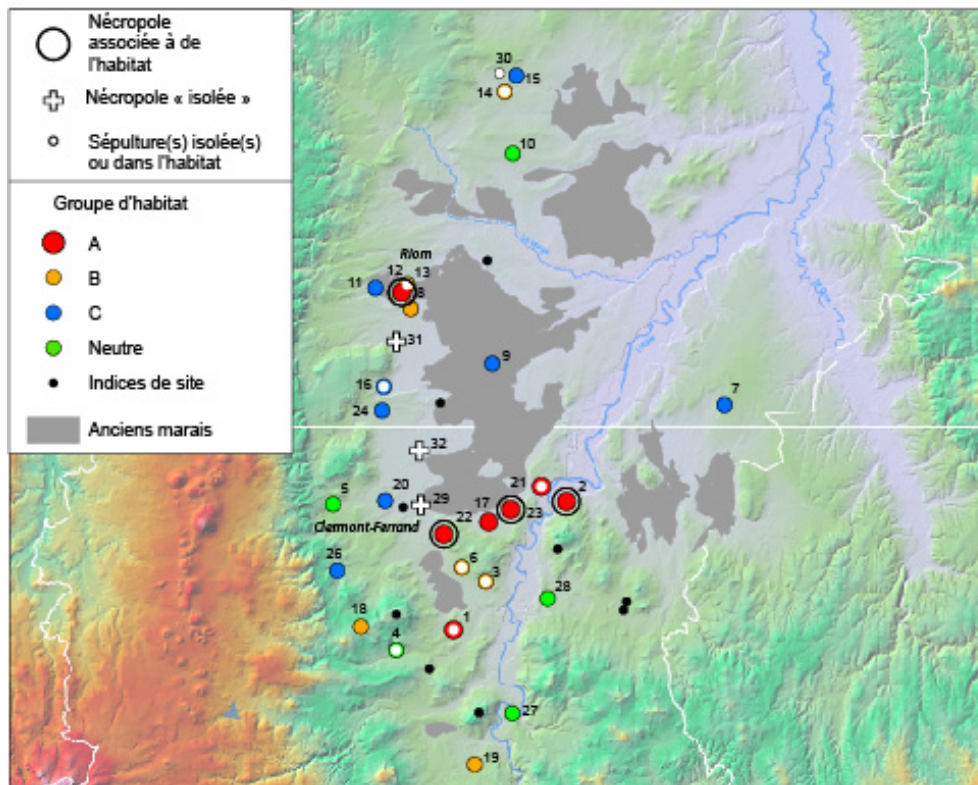 Nécropole
associée à de
l'habitat
Nécropole « isolée »
Sépulture(s) isolée(s)
ou dans l'habitat
Groupe d'habitat
A
B
C
Neutre
Indices de site
Anciens marais
30
15
14
10
Riom
12
13
11
8
31
9
16
7
24
32
21
2
20
5
29
17
23
Clermont-Ferrand
22
26
6
3
28
18
1
4
27
19